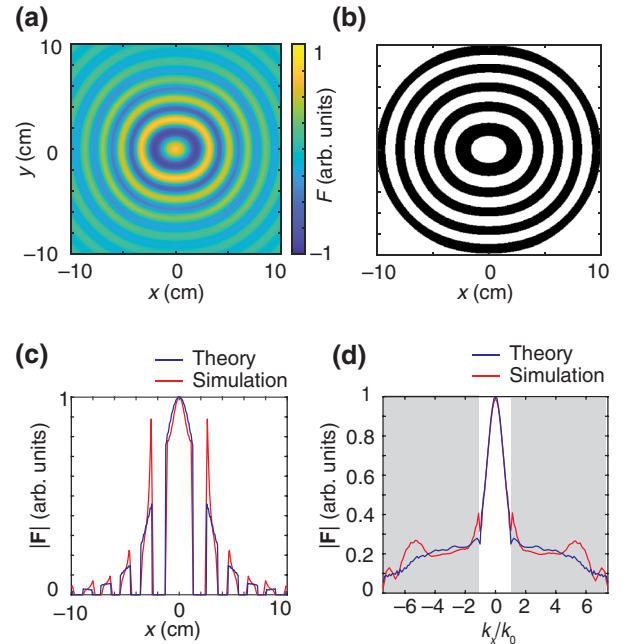 (a)
(b)
10
0
−10
y (cm)
−10
0
10
x (cm)
1
−1
F (arb. units)
−10
0
10
x (cm)
(c)
(d)
Theory
Simulation
Theory
Simulation
1
0
|F| (arb. units)
−10
0
10
x (cm)
1
0.8
0.6
0.4
0.2
0
|F| (arb. units)
−6
−4
−2
0
2
4
6
kx/k0